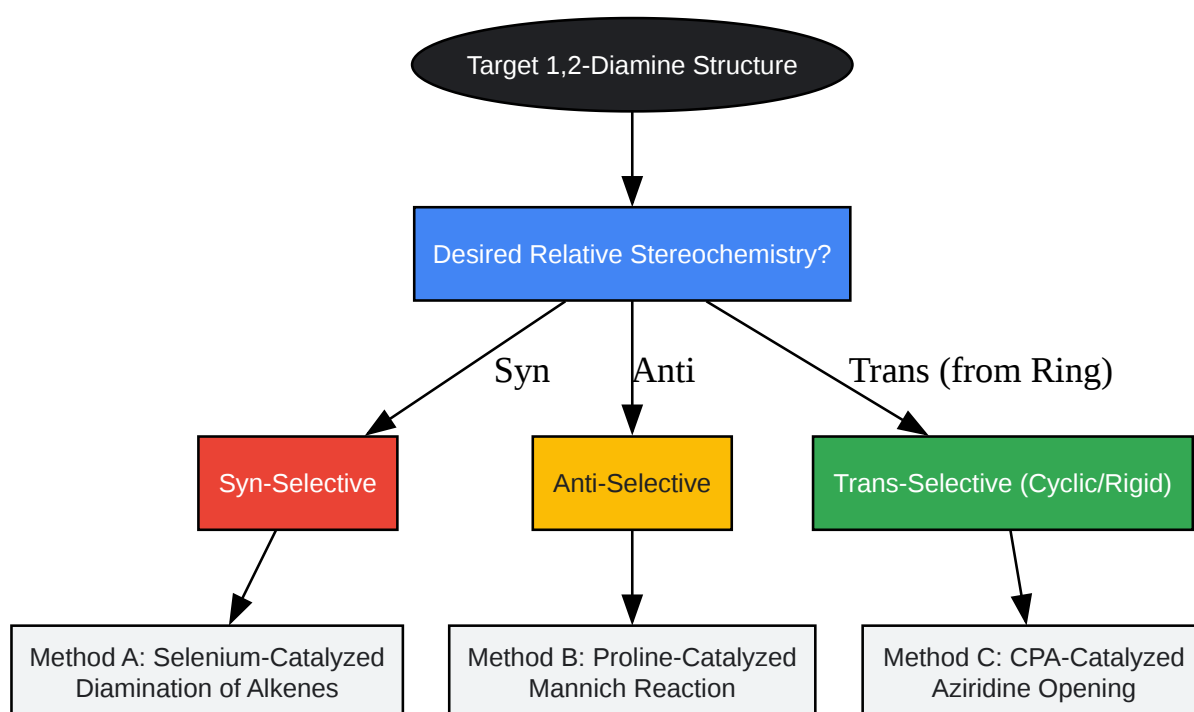 Target 1,2-Diamine Structure
Desired Relative Stereochemistry?
Syn
Anti
Trans (from Ring)
Syn-Selective
Anti-Selective
Trans-Selective (Cyclic/Rigid)
Method A: Selenium-Catalyzed
Diamination of Alkenes
Method B: Proline-Catalyzed
Mannich Reaction
Method C: CPA-Catalyzed
Aziridine Opening